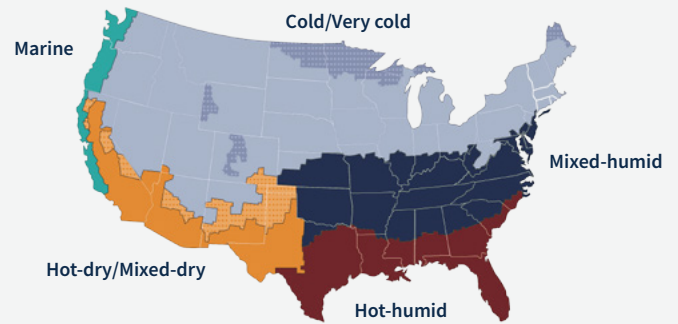 Cold/Very cold
Marine
Mixed-humid
Hot-dry/Mixed-dry
Hot-humid